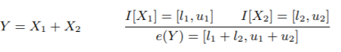 Y = X₁ + X₂
I[X₁] = [l₁, u₁] I[X₂] = [l₂, u₂]
e(Y) = [l₁ + l₂, u₁ + u₂]